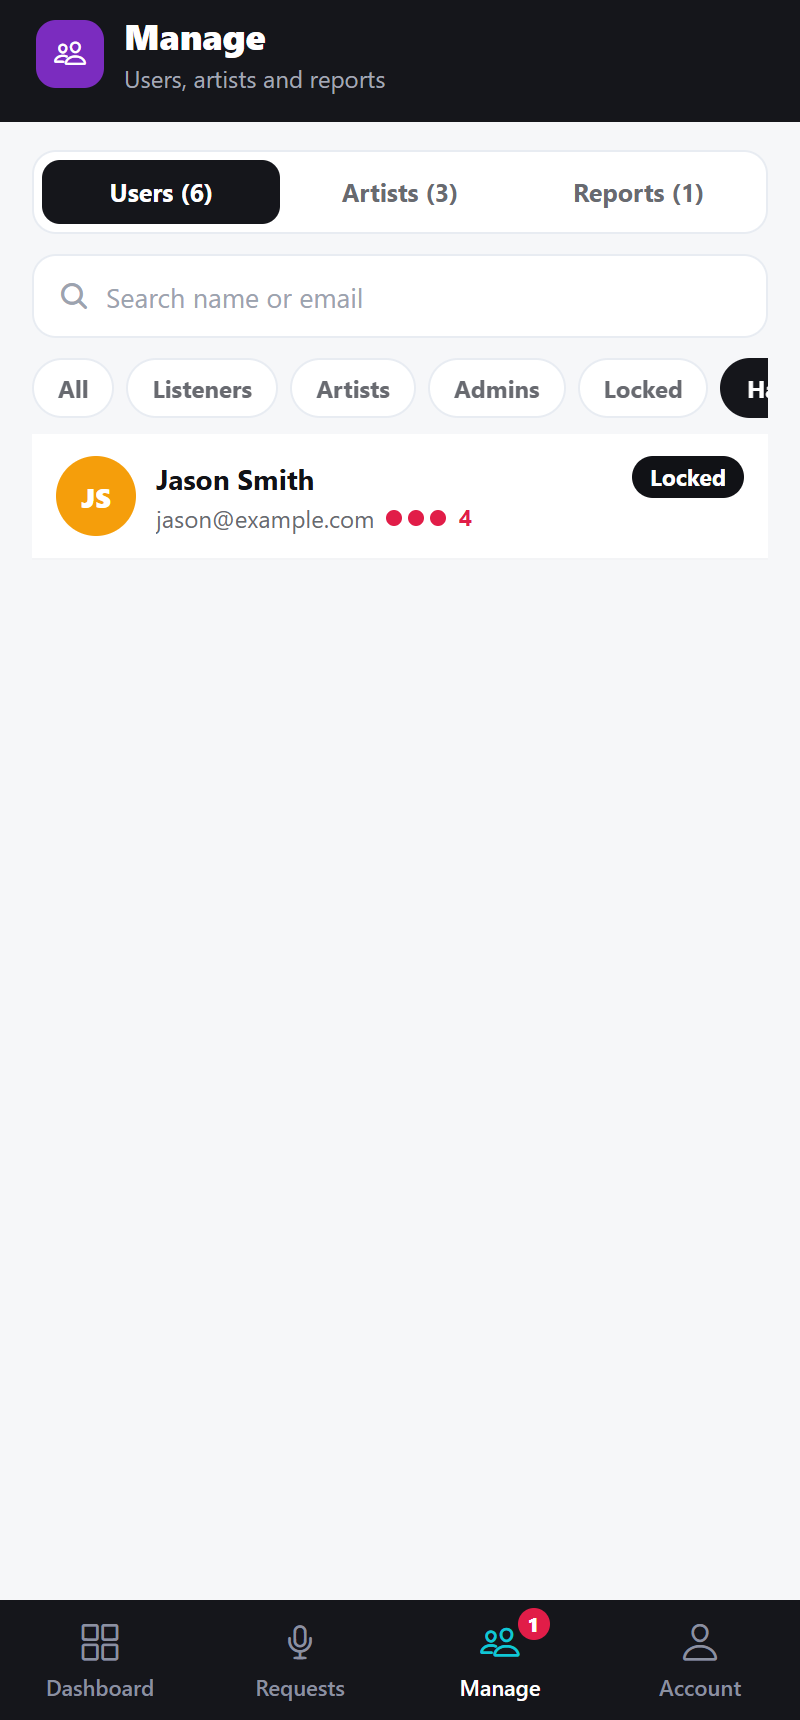 Manage
Users, artists and reports
Users (6) Artists (3) Reports (1)
Search name or email
All Listeners Artists Admins Locked
JS Jason Smith Locked
jason@example.com 4
1
Dashboard Requests Manage Account